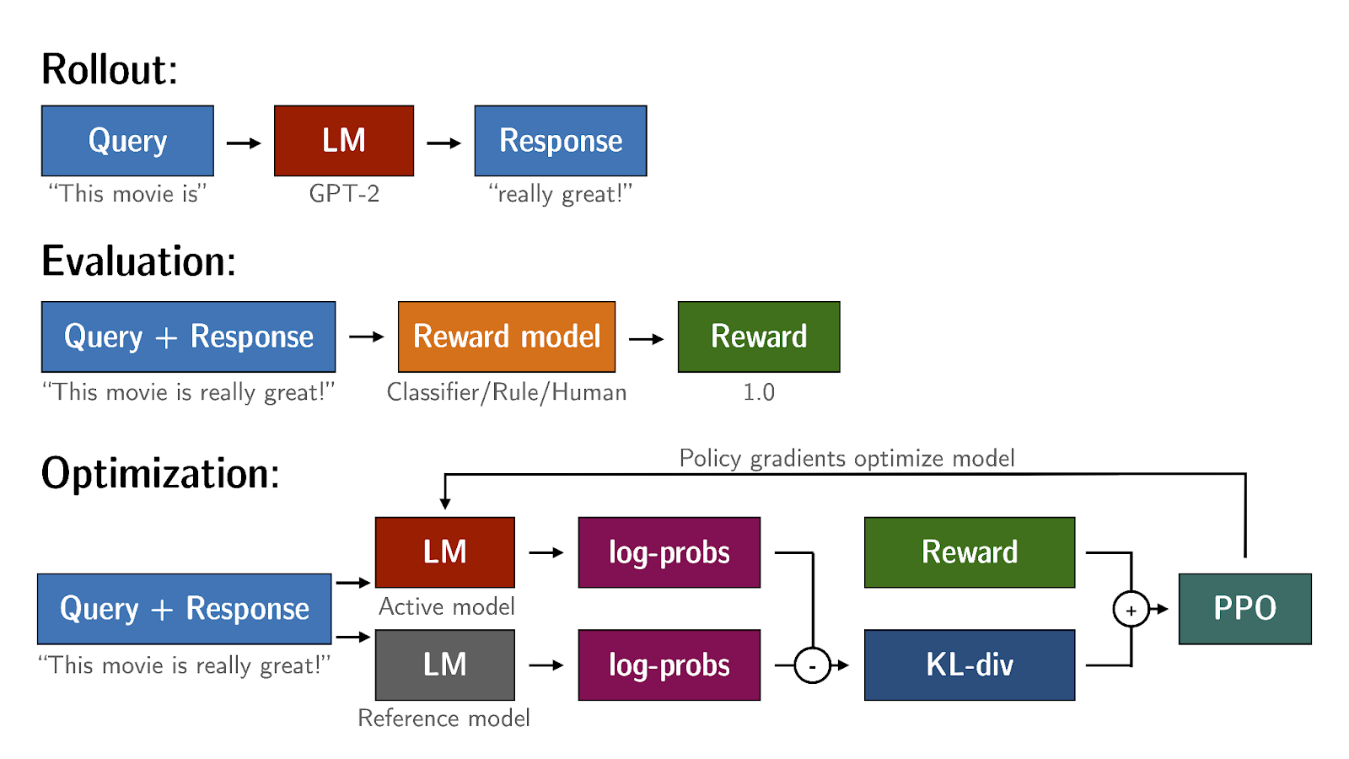 Rollout:
Query
LM
Response
“This movie is”
GPT-2
“really great!”
Evaluation:
Query + Response
Reward model
Reward
“This movie is really great!”
Classifier/Rule/Human
1.0
Optimization:
Policy gradients optimize model
LM
log-probs
Reward
Active model
Query + Response
+
PPO
“This movie is really great!”
LM
log-probs
-
KL-div
Reference model